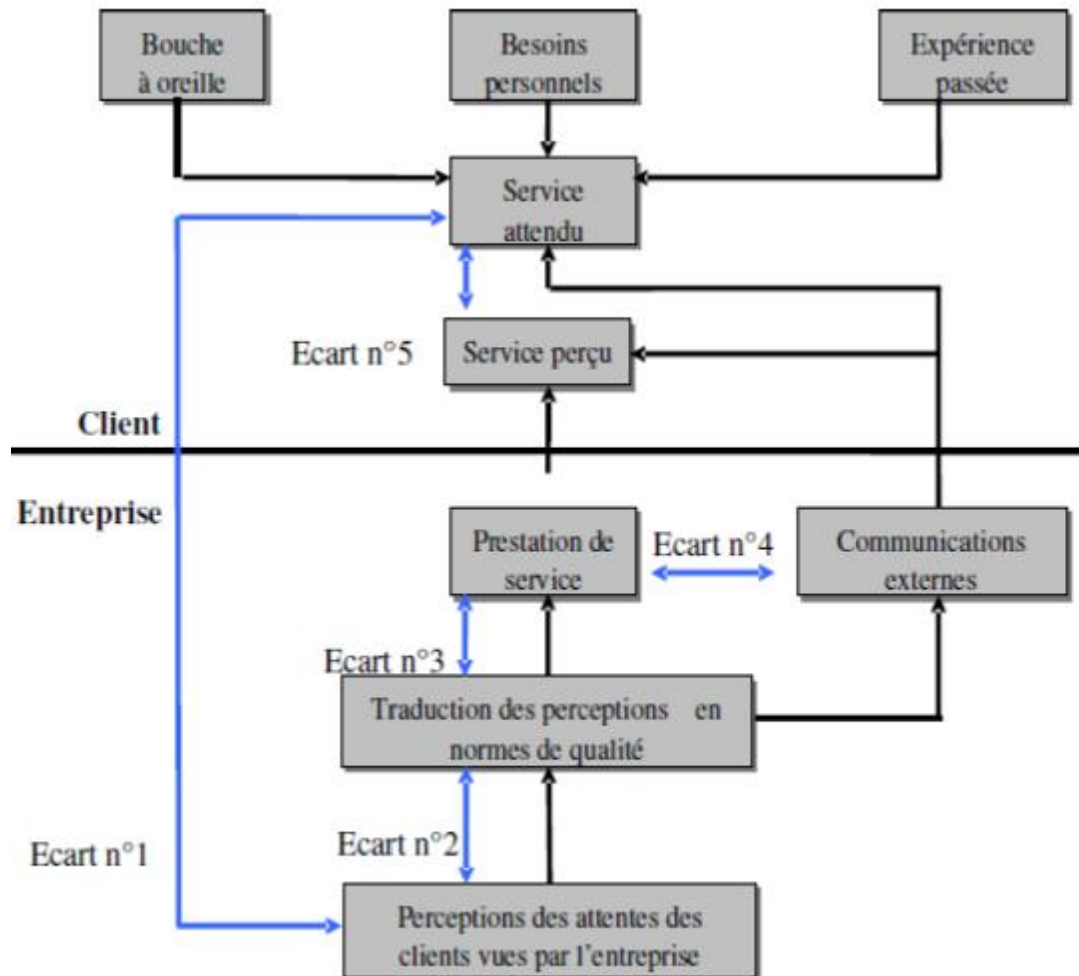 Bouche
à oreille
Besoins
personnels
Expérience
passée
Service
attendu
Ecart n°5
Service perçu
Client
Entreprise
Prestation de
service
Ecart n°4
Communications
externes
Ecart n°3
Traduction des perceptions en
normes de qualité
Ecart n°1
Ecart n°2
Perceptions des attentes des
clients vues par l'entreprise